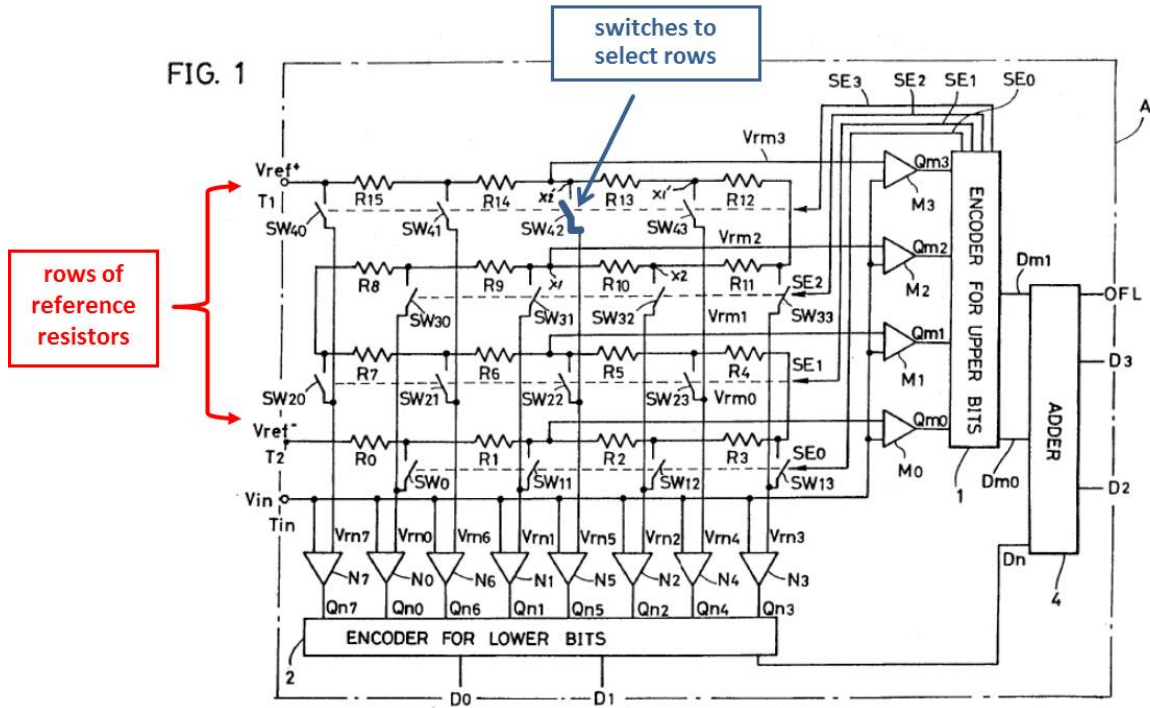 switches to
select rows
FIG. 1
SE3
SE2
SE1
SE0
A
Vrm3
Vref+
T1
R15
R14
X2'
R13
X1'
R12
Qm3
M3
SW40
SW41
SW42
SW43
Vrm2
rows of
reference
resistors
R8
R9
X1
R10
X2
R11
SE2
Qm2
M2
Dm1
OFL
SW30
SW31
SW32
SW33
Vrm1
R7
R6
R5
R4
SE1
Qm1
M1
D3
SW20
SW21
SW22
SW23
Vrm0
ENCODER FOR UPPER BITS
ADDER
Vref-
T2
R0
R1
R2
R3
SE0
Qm0
M0
SW0
SW11
SW12
SW13
1
Dm0
D2
Vin
Tin
Vrn7
Vrn0
Vrn6
Vrn1
Vrn5
Vrn2
Vrn4
Vrn3
Dn
N7
N0
N6
N1
N5
N2
N4
N3
4
Qn7
Qn0
Qn6
Qn1
Qn5
Qn2
Qn4
Qn3
ENCODER FOR LOWER BITS
2
D0
D1